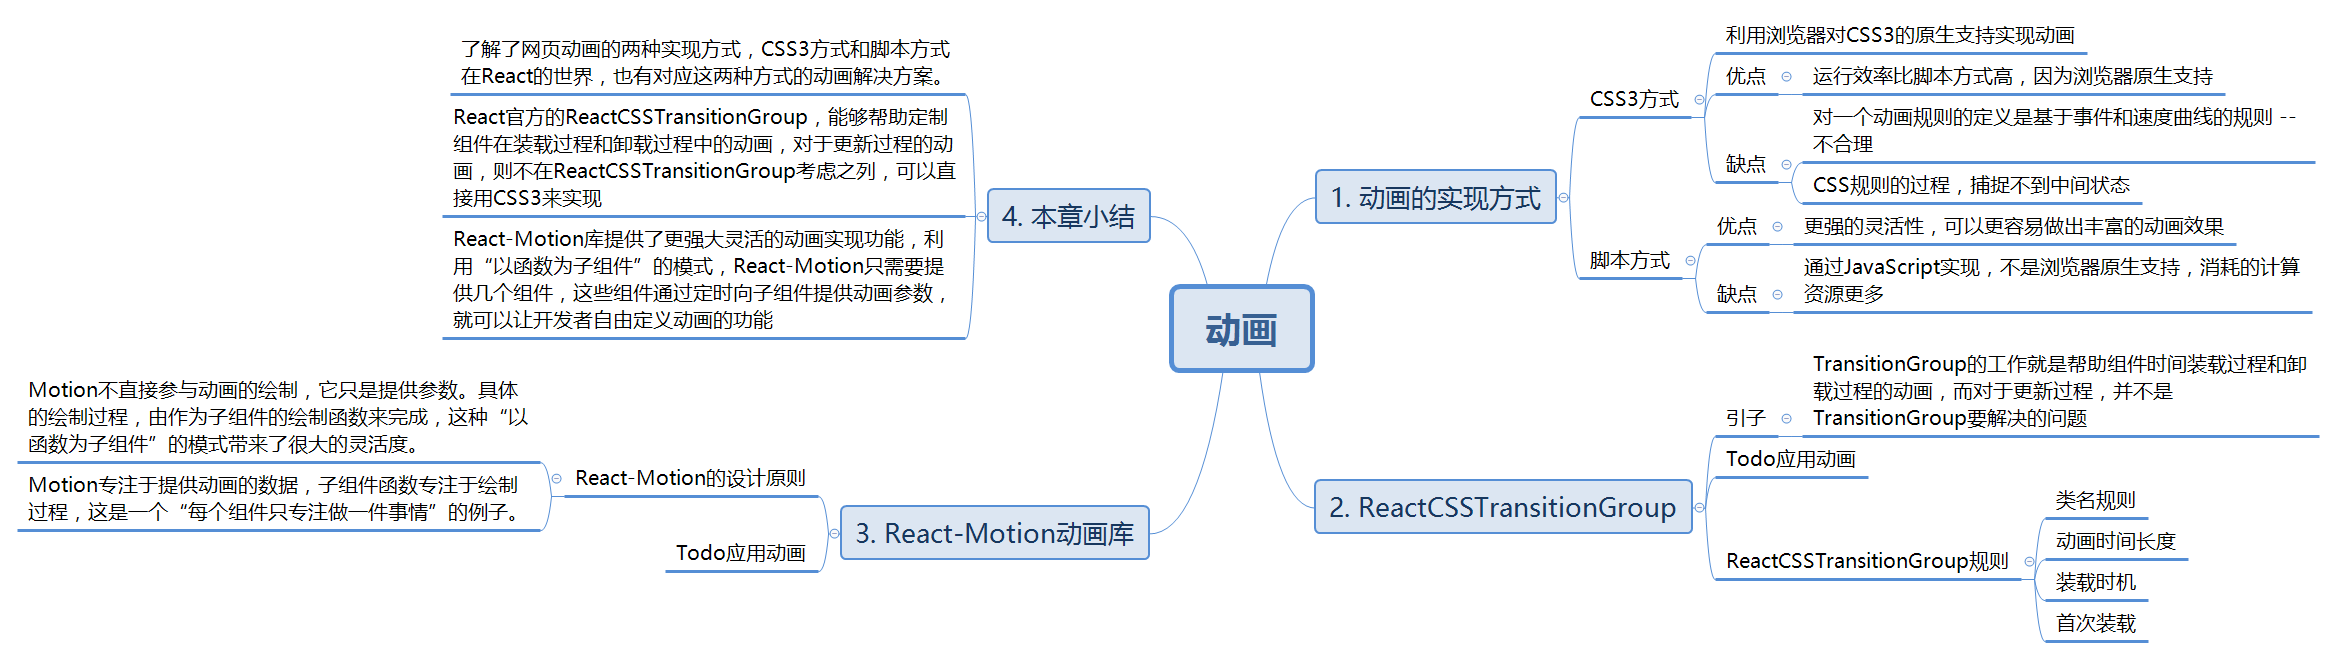 动画
1. 动画的实现方式
CSS3方式
利用浏览器对CSS3的原生支持实现动画
优点
运行效率比脚本方式高，因为浏览器原生支持
缺点
对一个动画规则的定义是基于事件和速度曲线的规则 --
不合理
CSS规则的过程，捕捉不到中间状态
脚本方式
优点
更强的灵活性，可以更容易做出丰富的动画效果
缺点
通过JavaScript实现，不是浏览器原生支持，消耗的计算
资源更多
2. ReactCSSTransitionGroup
引子
TransitionGroup的工作就是帮助组件时间装载过程和卸
载过程的动画，而对于更新过程，并不是
TransitionGroup要解决的问题
Todo应用动画
ReactCSSTransitionGroup规则
类名规则
动画时间长度
装载时机
首次装载
3. React-Motion动画库
React-Motion的设计原则
Motion不直接参与动画的绘制，它只是提供参数。具体
的绘制过程，由作为子组件的绘制函数来完成，这种“以
函数为子组件”的模式带来了很大的灵活度。
Motion专注于提供动画的数据，子组件函数专注于绘制
过程，这是一个“每个组件只专注做一件事情”的例子。
Todo应用动画
4. 本章小结
了解了网页动画的两种实现方式，CSS3方式和脚本方式
在React的世界，也有对应这两种方式的动画解决方案。
React官方的ReactCSSTransitionGroup，能够帮助定制
组件在装载过程和卸载过程中的动画，对于更新过程的动
画，则不在ReactCSSTransitionGroup考虑之列，可以直
接用CSS3来实现
React-Motion库提供了更强大灵活的动画实现功能，利
用“以函数为子组件”的模式，React-Motion只需要提
供几个组件，这些组件通过定时向子组件提供动画参数，
就可以让开发者自由定义动画的功能